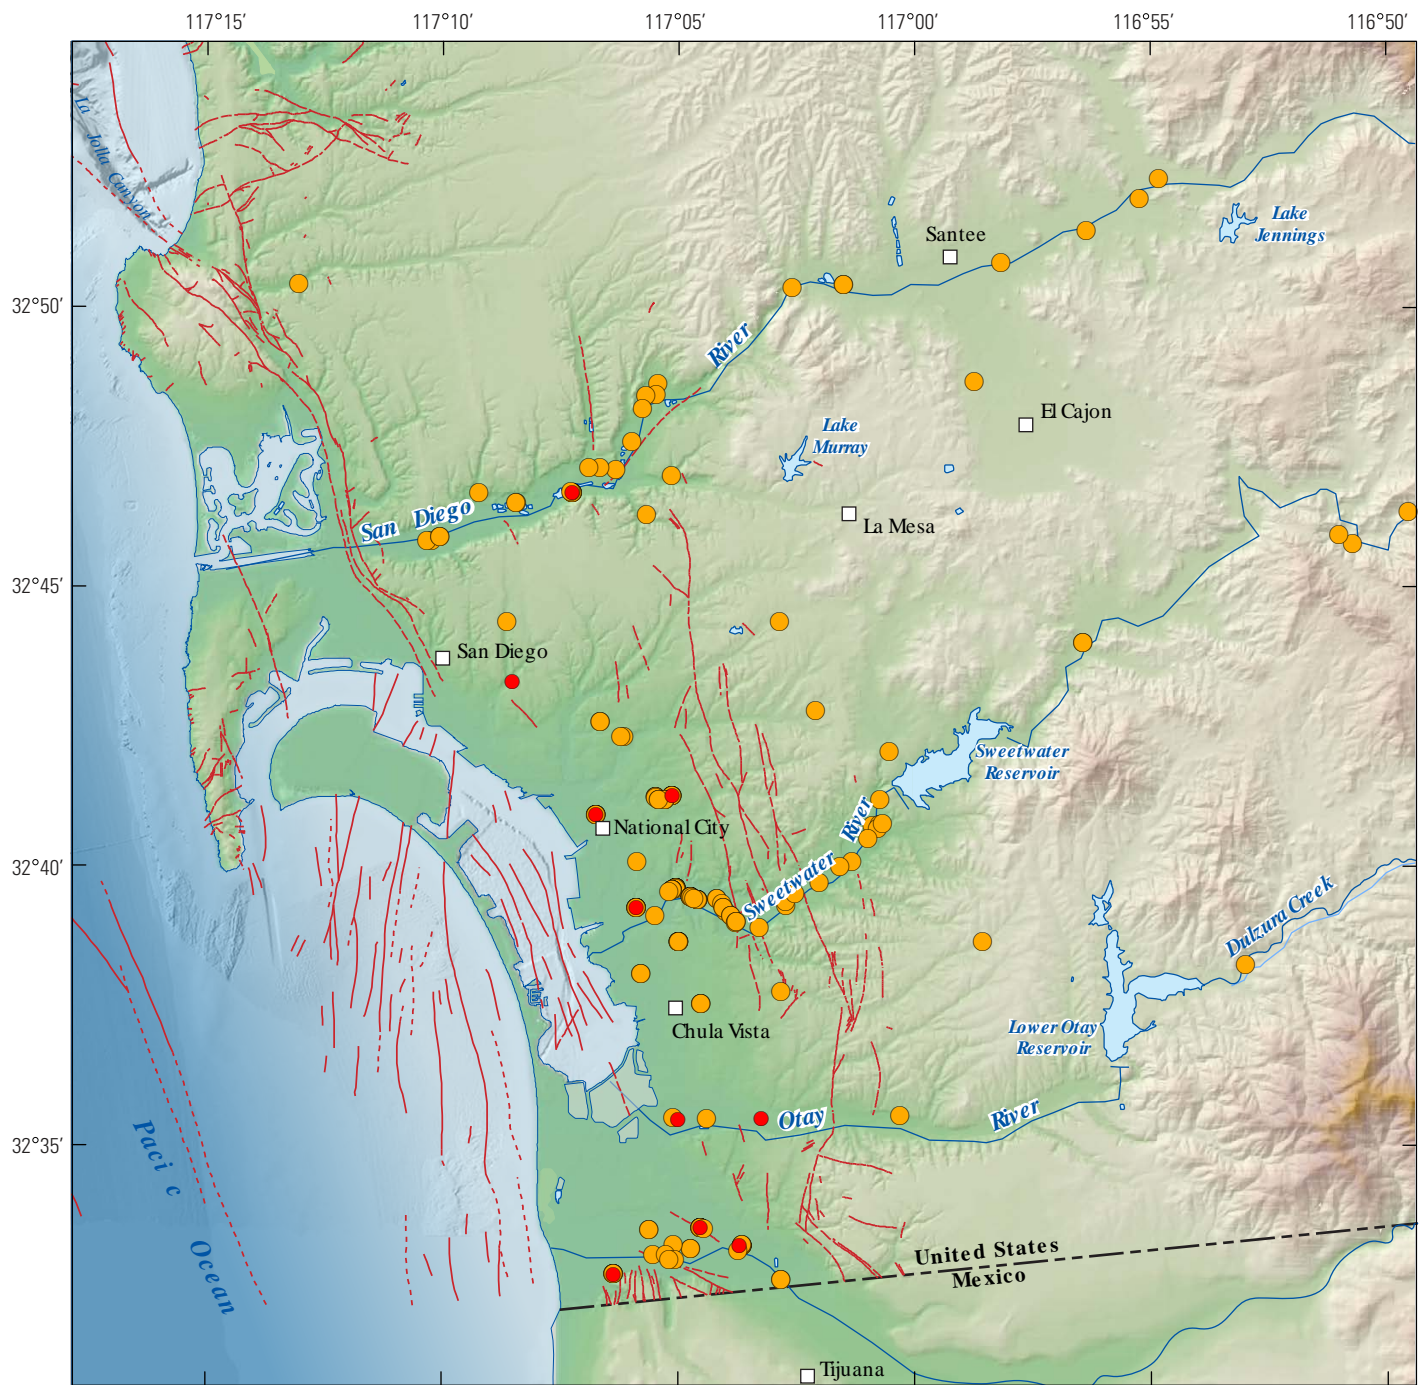 117°15′ 117°10′ 117°05′ 117°00′ 116°55′ 116°50′
La Jolla Canyon
Lake
Jennings
Santee
32°50′
River
El Cajon
Lake
Murray
San Diego
La Mesa
32°45′
San Diego
Sweetwater
Reservoir
River
National City
Sweetwater
32°40′
Dulzura Creek
Chula Vista
Lower Otay
Reservoir
Otay
River
32°35′
Paci c
Ocean
United States
Mexico
Tijuana